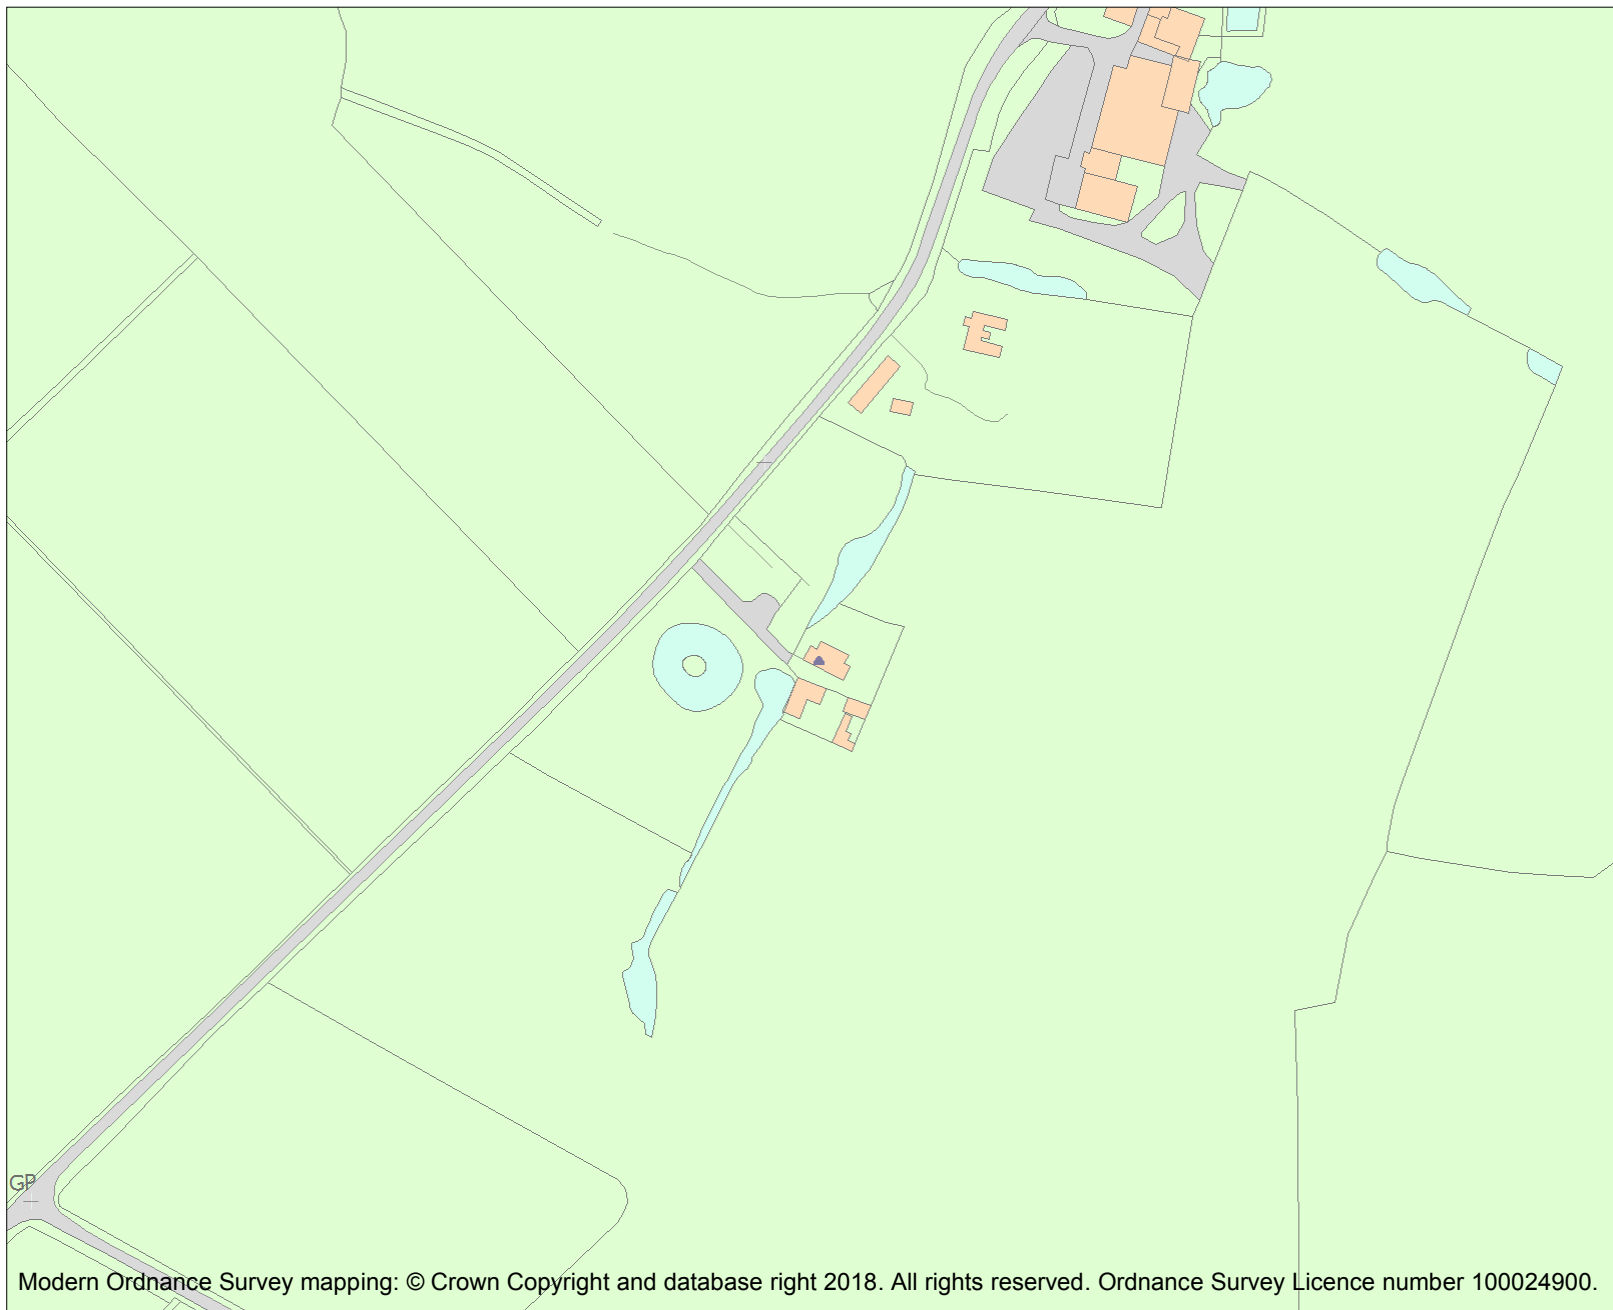 GP
Modern Ordnance Survey mapping: © Crown Copyright and database right 2018. All rights reserved. Ordnance Survey Licence number 100024900.